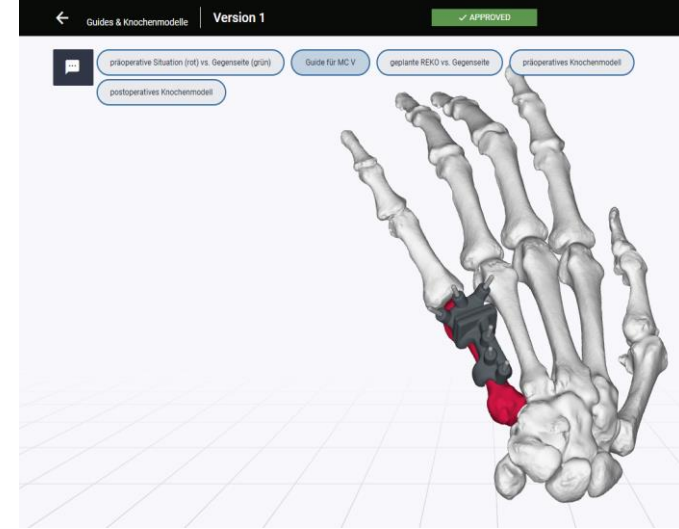 Guides & Knochenmodelle Version 1 APPROVED
präoperative Situation (rot) vs. Gegenseite (grün) Guide für MC V geplante REKO vs. Gegenseite präoperatives Knochenmodell
postoperatives Knochenmodell